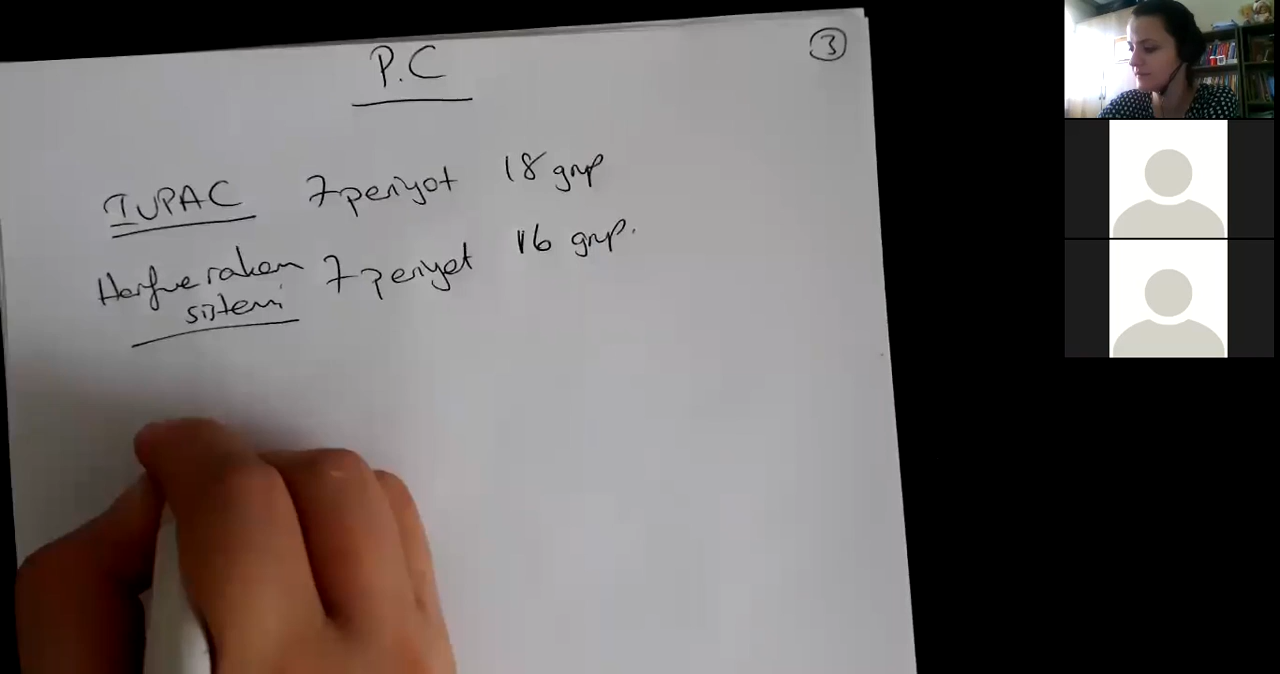 P.C
3
IUPAC 7 periyot 18 grup
Harf ve rakam 7 periyot 16 grup.
sistemi